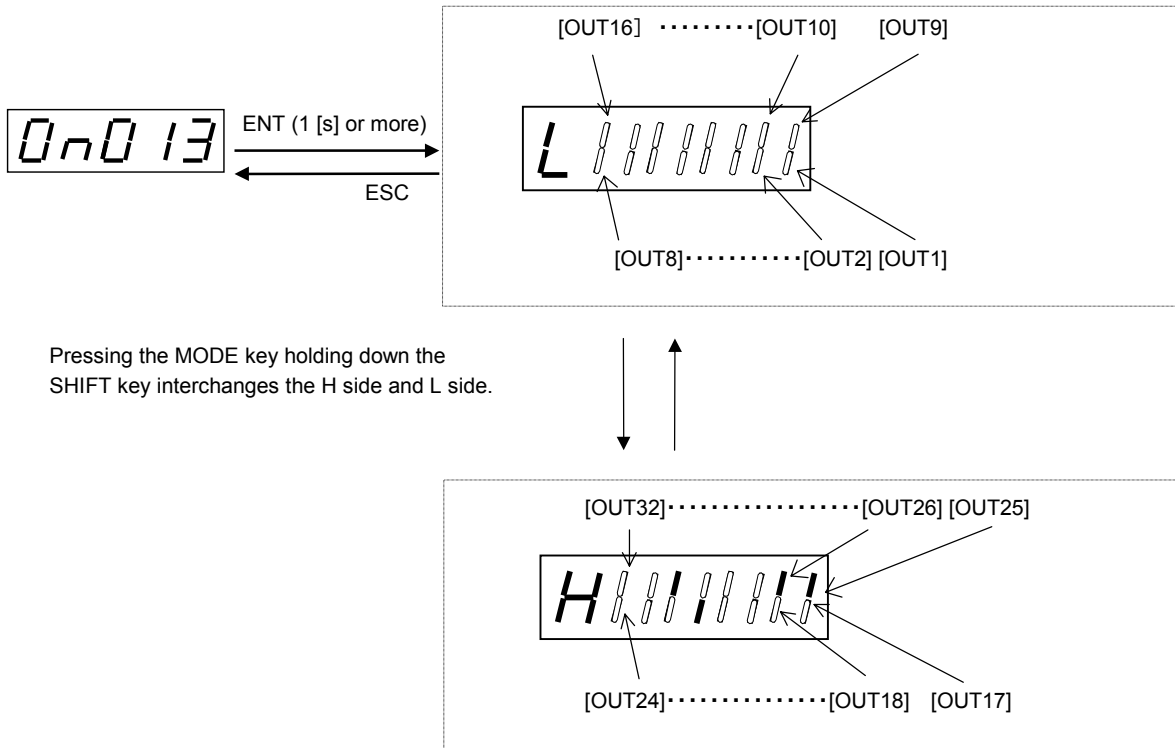 [OUT16] ·········[OUT10] [OUT9]
0n013
ENT (1 [s] or more)
ESC
L
[OUT8]···········[OUT2] [OUT1]
Pressing the MODE key holding down the
SHIFT key interchanges the H side and L side.
[OUT32]··················[OUT26] [OUT25]
H
[OUT24]···············[OUT18] [OUT17]